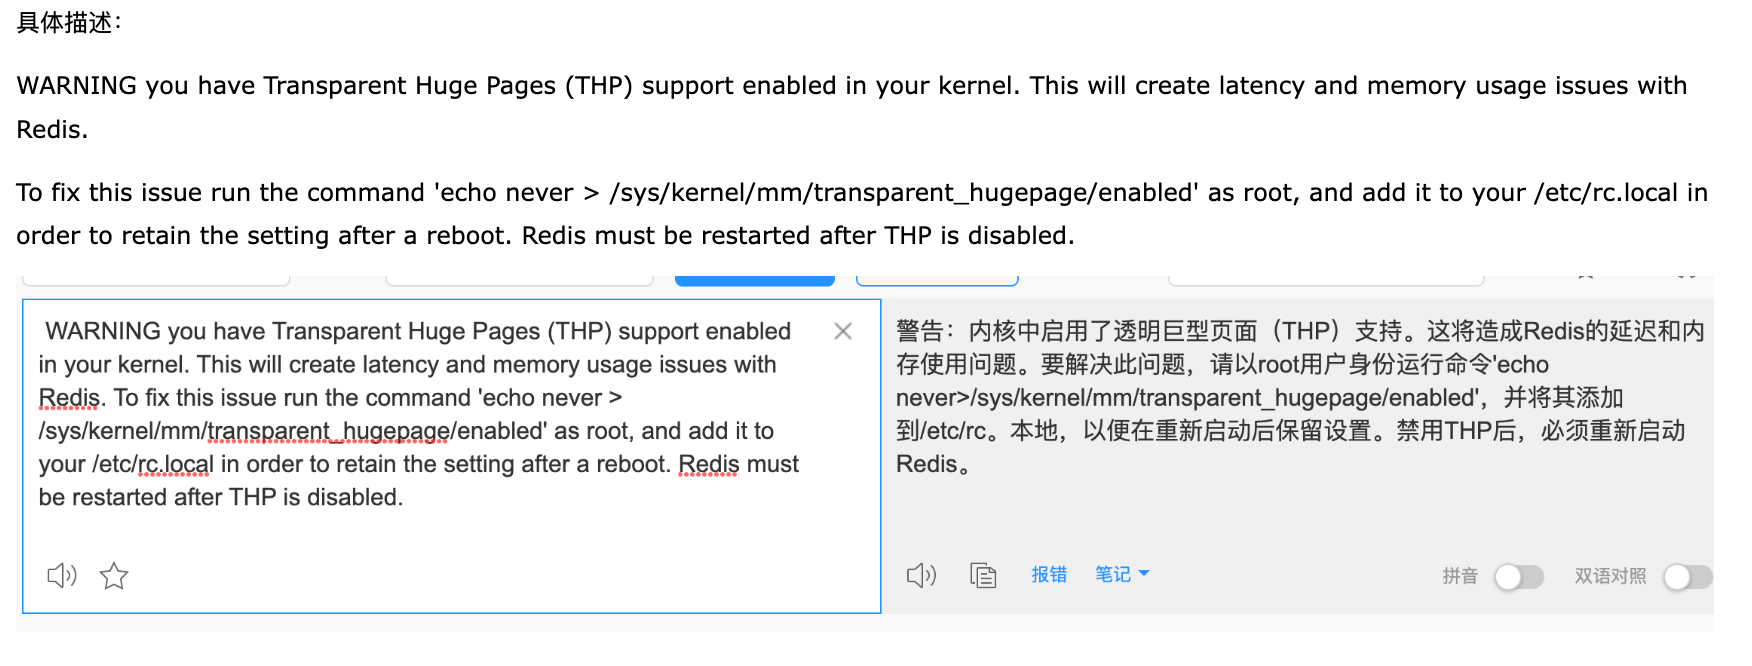 具体描述：
WARNING you have Transparent Huge Pages (THP) support enabled in your kernel. This will create latency and memory usage issues with
Redis.
To fix this issue run the command 'echo never > /sys/kernel/mm/transparent_hugepage/enabled' as root, and add it to your /etc/rc.local in
order to retain the setting after a reboot. Redis must be restarted after THP is disabled.
WARNING you have Transparent Huge Pages (THP) support enabled
in your kernel. This will create latency and memory usage issues with
Redis. To fix this issue run the command 'echo never >
/sys/kernel/mm/transparent_hugepage/enabled' as root, and add it to
your /etc/rc.local in order to retain the setting after a reboot. Redis must
be restarted after THP is disabled.
警告：内核中启用了透明巨型页面（THP）支持。这将造成Redis的延迟和内
存使用问题。要解决此问题，请以root用户身份运行命令'echo
never>/sys/kernel/mm/transparent_hugepage/enabled'，并将其添加
到/etc/rc。本地，以便在重新启动后保留设置。禁用THP后，必须重新启动
Redis。
报错 笔记 拼音 双语对照